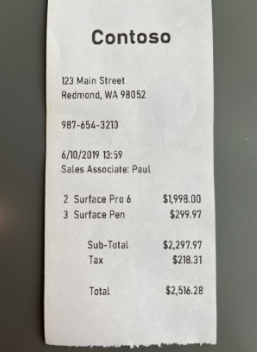 Contoso
123 Main Street
Redmond, WA 98052
987-654-3210
6/10/2019 13:59
Sales Associate: Paul
2 Surface Pro 6 $1,998.00
3 Surface Pen $299.97
Sub-Total $2,297.97
Tax $218.31
Total $2,516.28